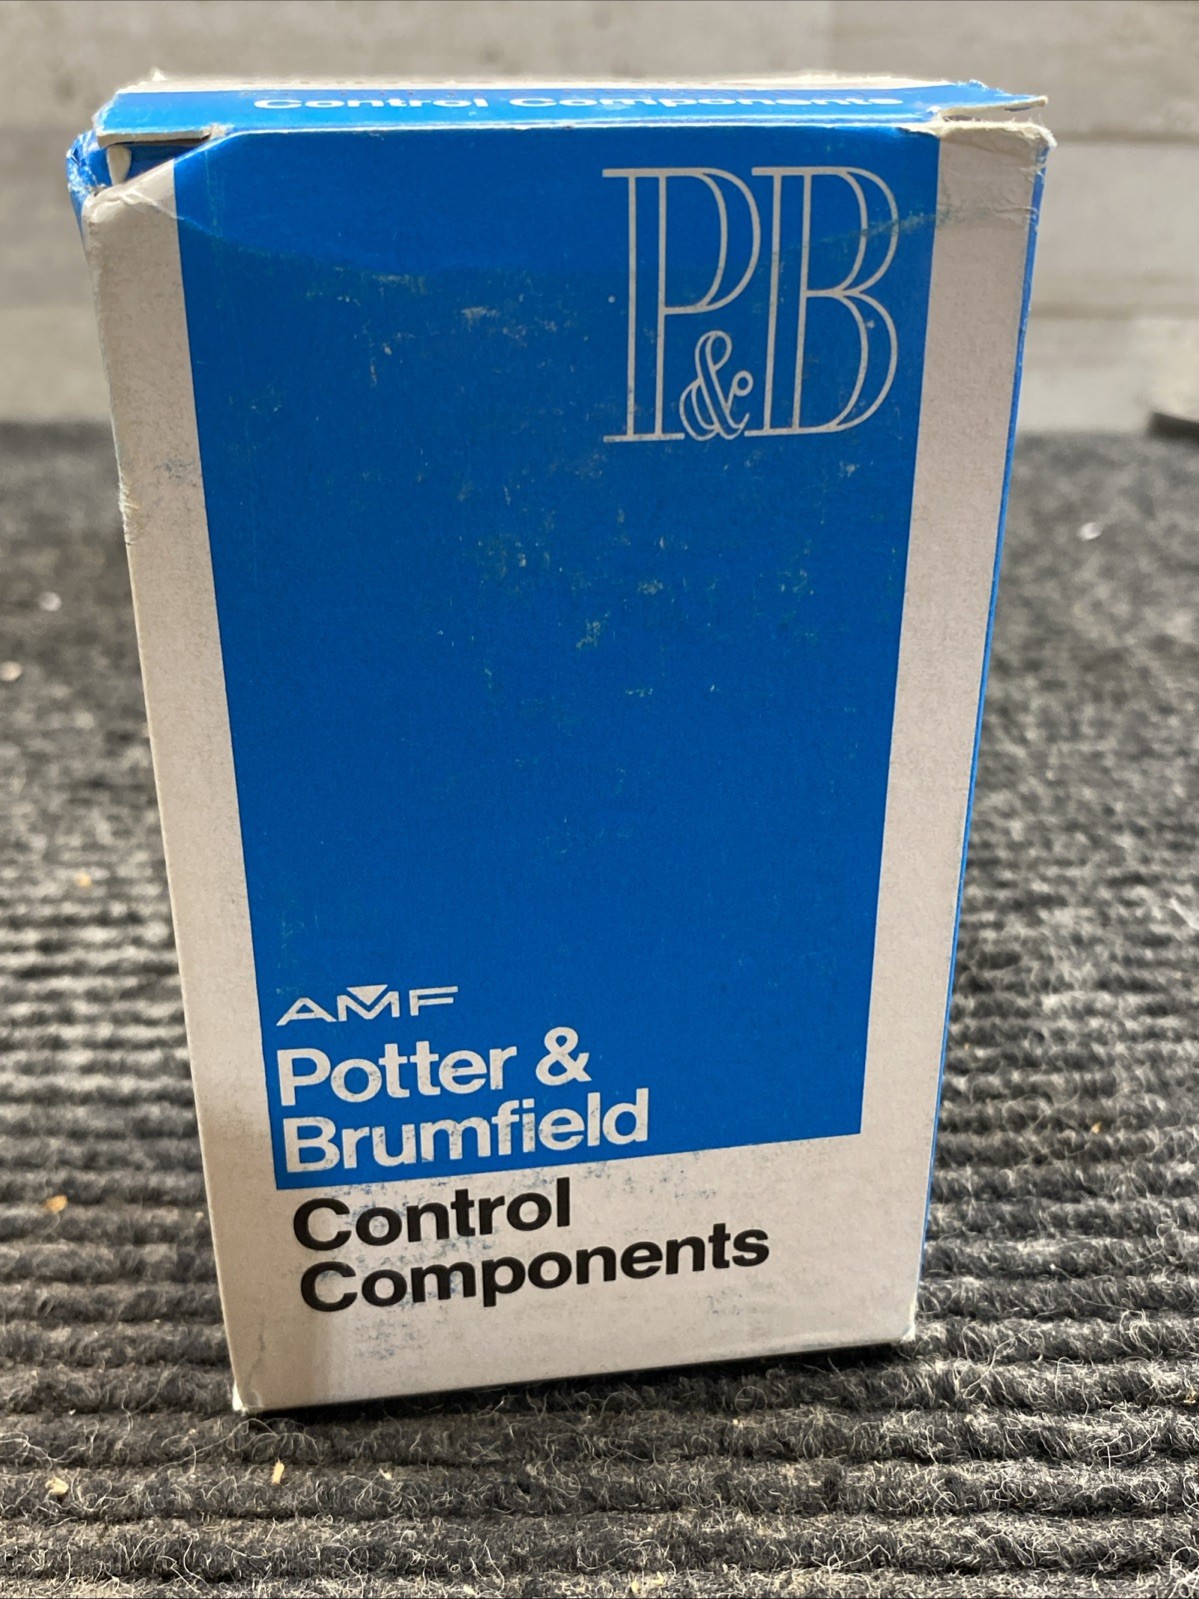 Control Components
P&B
AMF
Potter &
Brumfield
Control
Components